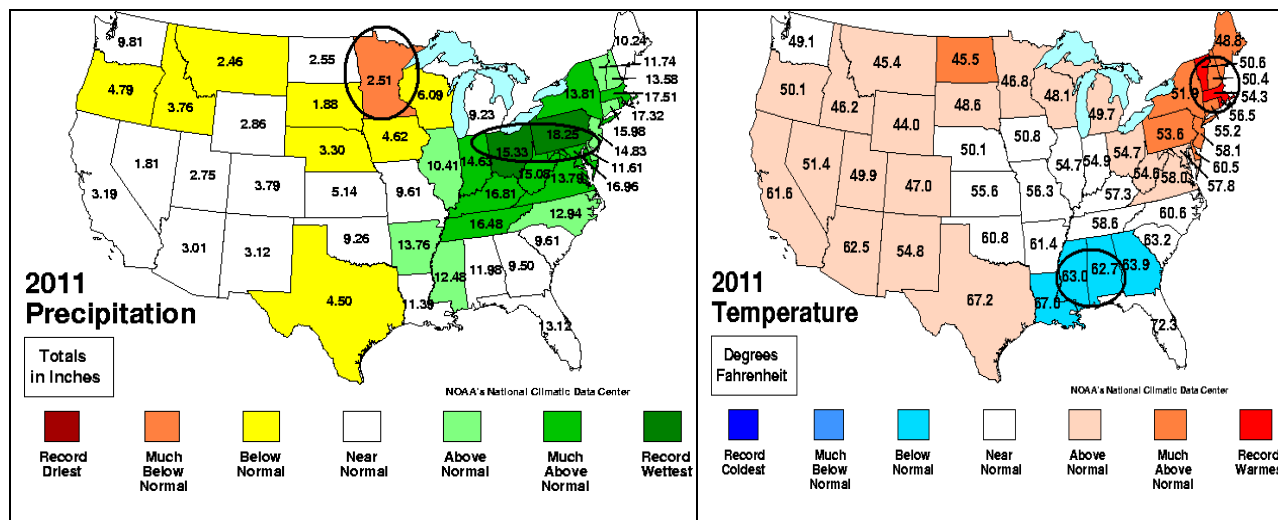 9.81
2.46
2.55
2.51
10.24
11.74
13.58
17.51
17.32
15.98
14.83
11.61
16.96
4.79
3.76
1.88
6.09
9.23
13.81
2.86
3.30
4.62
18.25
15.33
14.63
10.41
15.08
13.79
1.81
2.75
3.79
5.14
9.61
16.81
3.19
12.94
16.48
3.01
3.12
9.26
13.76
9.61
4.50
12.48
11.98
9.50
11.39
13.12
2011
Precipitation
Totals
in Inches
NOAA's National Climatic Data Center
Record
Driest
Much
Below
Normal
Below
Normal
Near
Normal
Above
Normal
Much
Above
Normal
Record
Wettest
49.1
45.4
45.5
46.8
48.8
50.6
50.4
54.3
56.5
55.2
58.1
60.5
57.8
50.1
46.2
48.6
48.1
49.7
51.9
44.0
50.1
50.8
53.6
51.4
49.9
47.0
55.6
56.3
54.7
54.9
54.7
54.6
58.0
57.3
61.6
60.6
58.6
62.5
54.8
60.8
61.4
63.2
67.2
63.0
62.7
63.9
72.3
2011
Temperature
Degrees
Fahrenheit
NOAA's National Climatic Data Center
Record
Coldest
Much
Below
Normal
Below
Normal
Near
Normal
Above
Normal
Much
Above
Normal
Record
Warmest